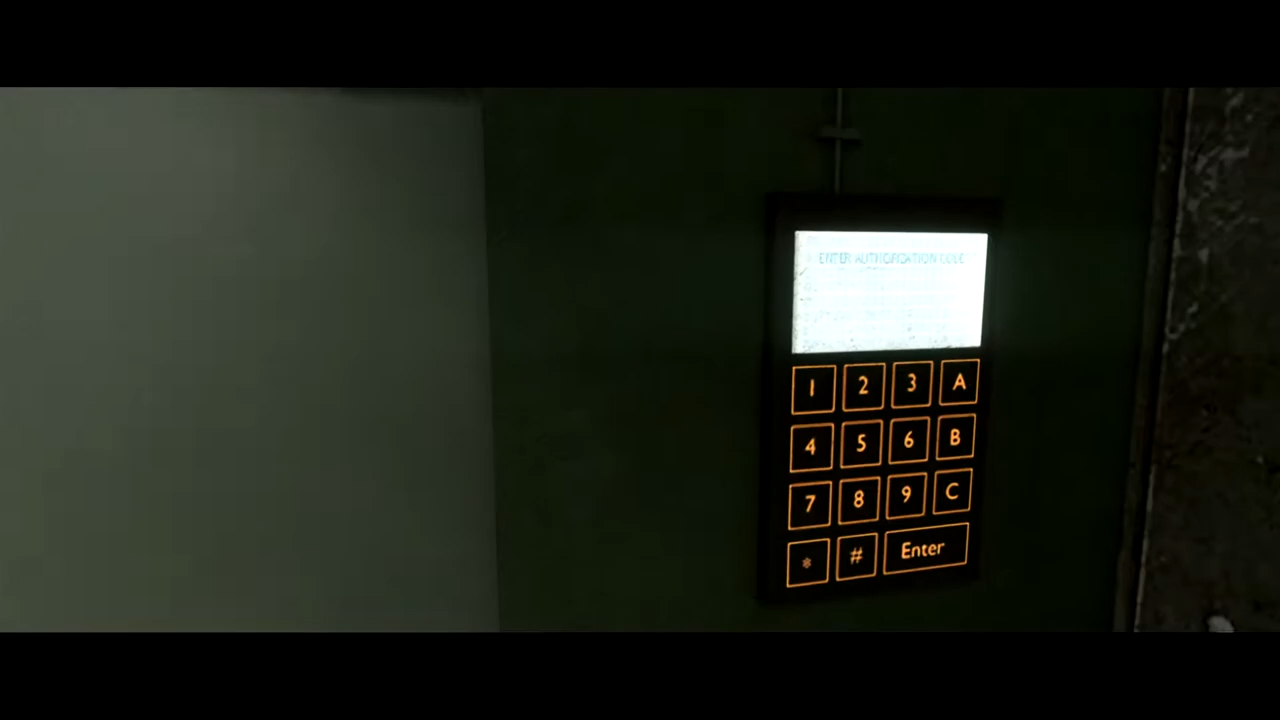 ENTER AUTHORIZATION CODE
1 2 3 A
4 5 6 B
7 8 9 C
* # Enter